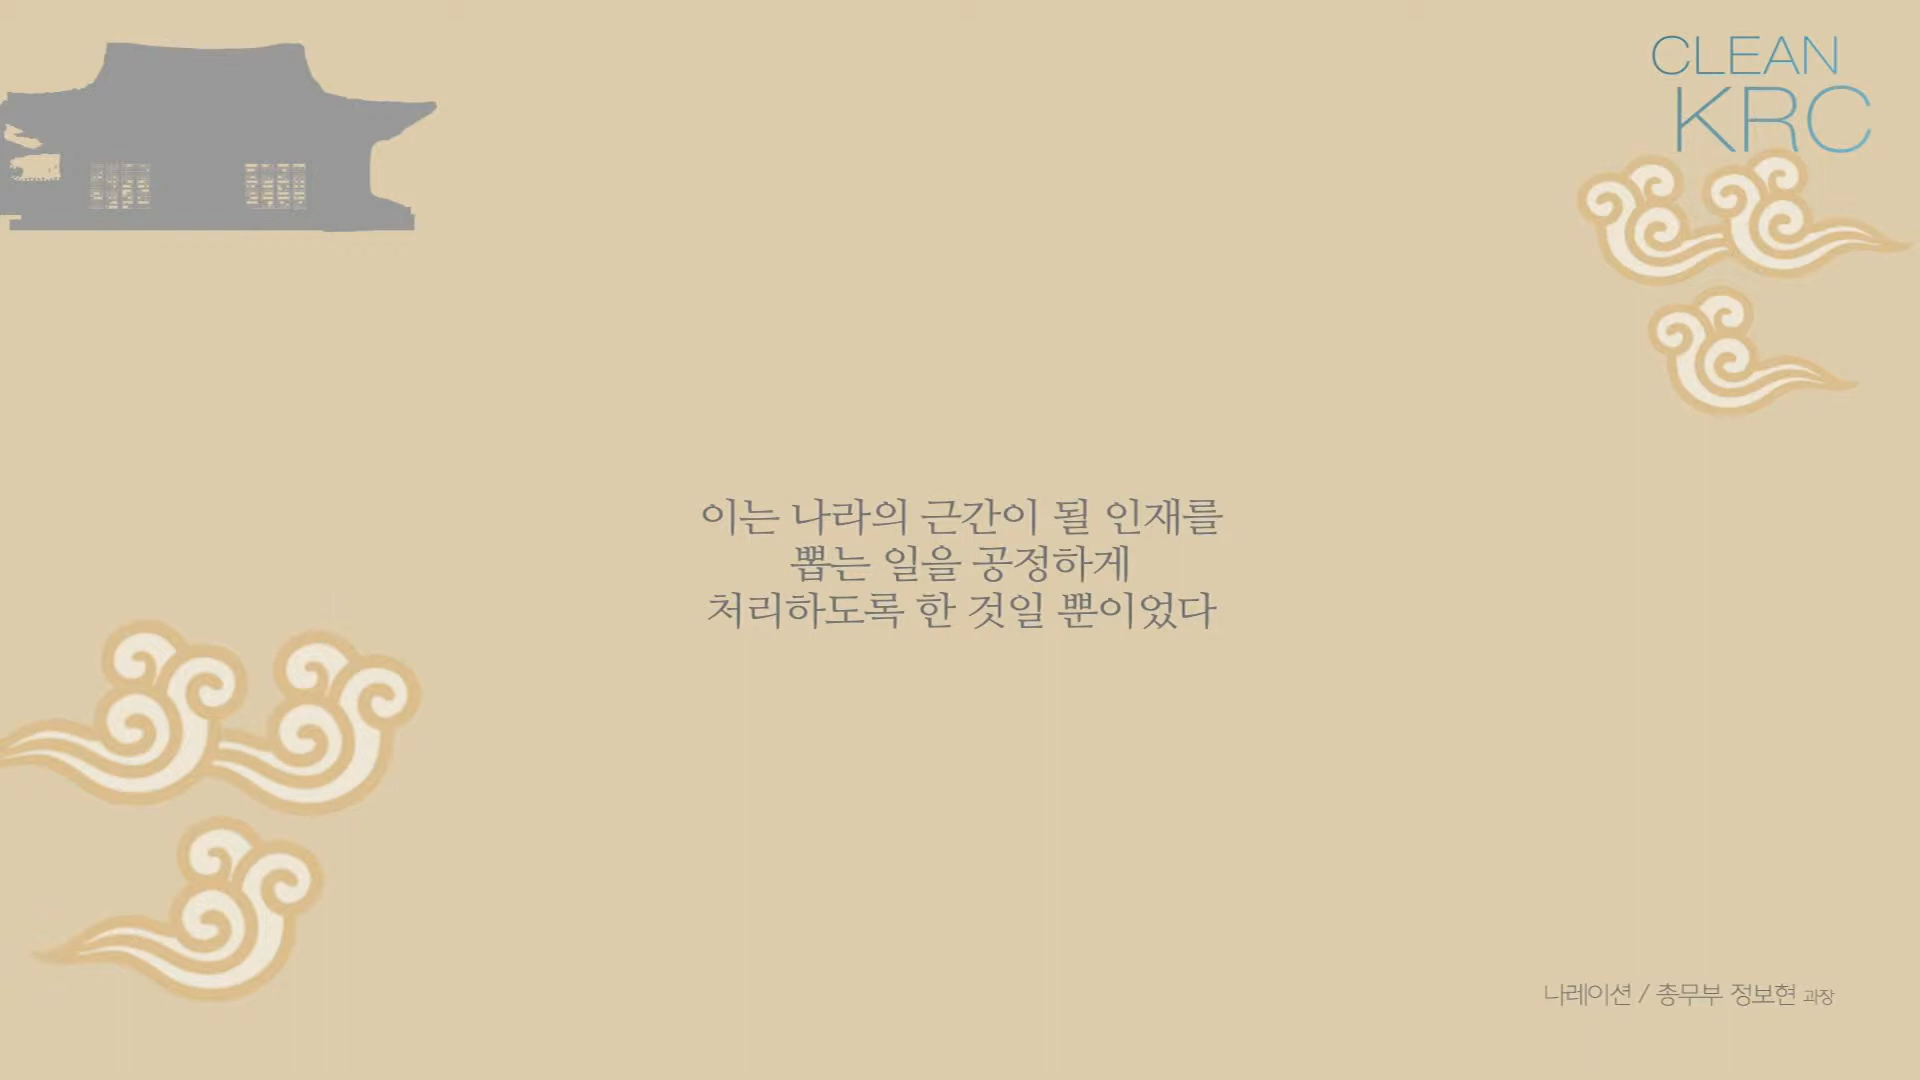 CLEAN
KRC
이는 나라의 근간이 될 인재를
뽑는 일을 공정하게
처리하도록 한 것일 뿐이었다
나레이션 / 총무부 정보현 과장